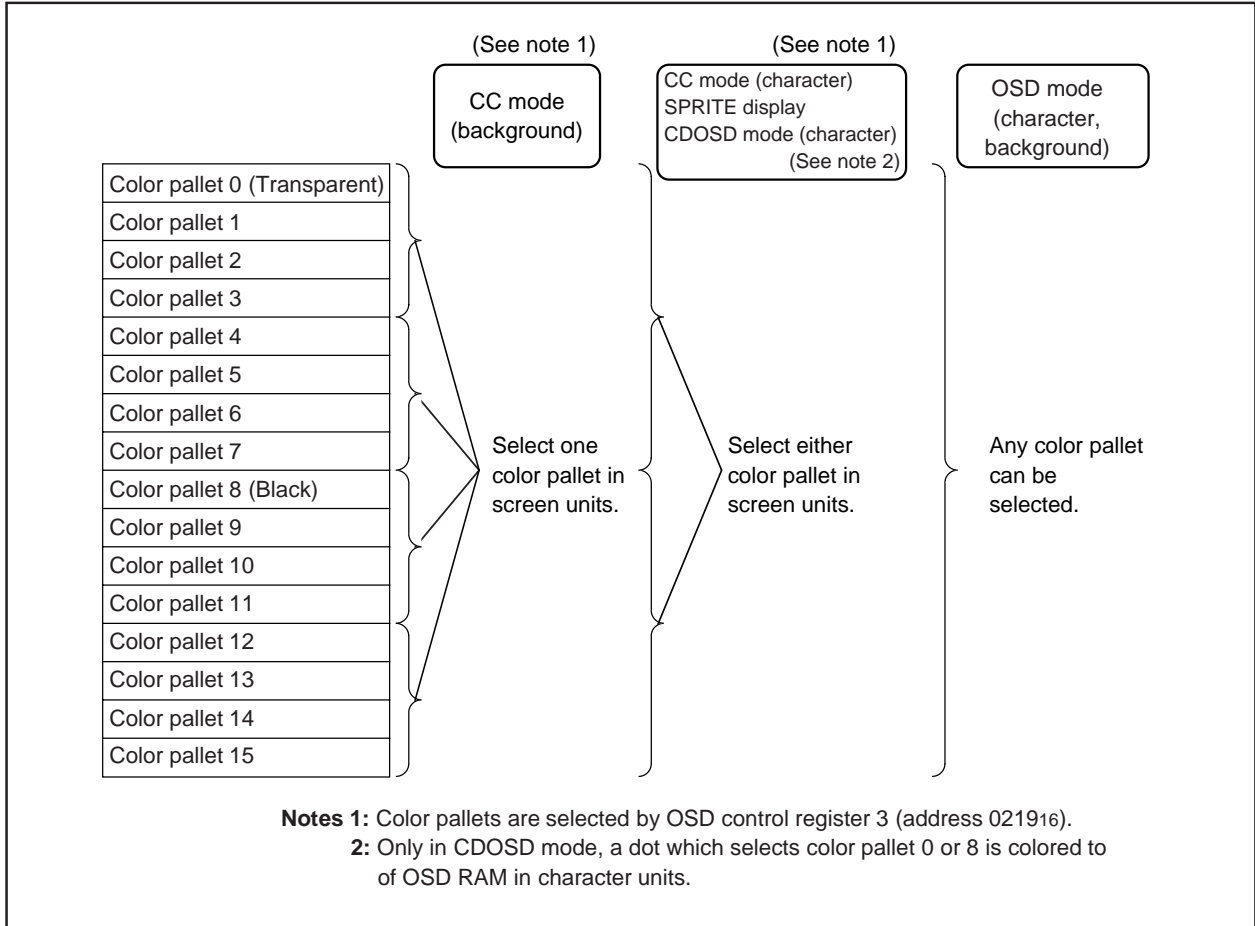 (See note 1)
(See note 1)
CC mode
(background)
CC mode (character)
SPRITE display
CDOSD mode (character)
(See note 2)
OSD mode
(character,
background)
Color pallet 0 (Transparent)
Color pallet 1
Color pallet 2
Color pallet 3
Color pallet 4
Color pallet 5
Color pallet 6
Color pallet 7
Color pallet 8 (Black)
Color pallet 9
Color pallet 10
Color pallet 11
Color pallet 12
Color pallet 13
Color pallet 14
Color pallet 15
Select one
color pallet in
screen units.
Select either
color pallet in
screen units.
Any color pallet
can be
selected.
Notes 1: Color pallets are selected by OSD control register 3 (address 021916).
2: Only in CDOSD mode, a dot which selects color pallet 0 or 8 is colored to
of OSD RAM in character units.